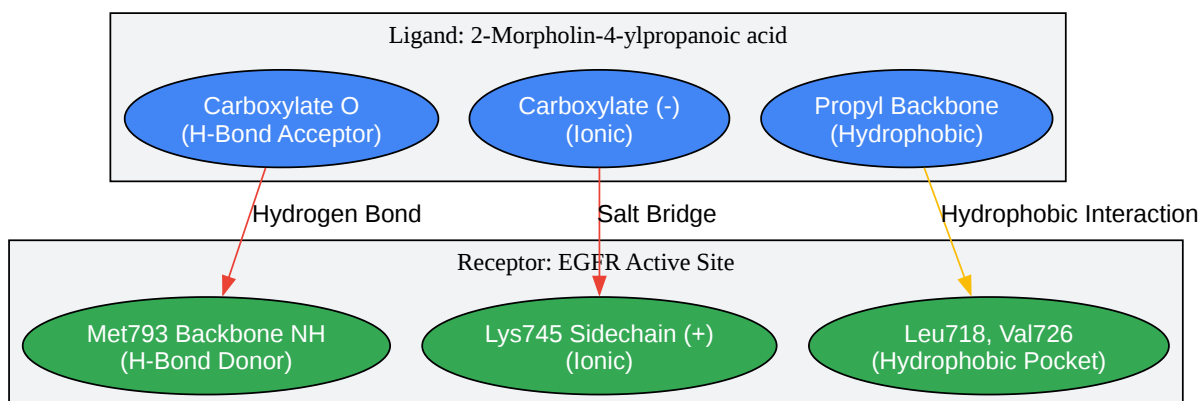 Ligand: 2-Morpholin-4-ylpropanoic acid
Carboxylate O
(H-Bond Acceptor)
Carboxylate (-)
(Ionic)
Propyl Backbone
(Hydrophobic)
Hydrogen Bond
Salt Bridge
Hydrophobic Interaction
Receptor: EGFR Active Site
Met793 Backbone NH
(H-Bond Donor)
Lys745 Sidechain (+)
(Ionic)
Leu718, Val726
(Hydrophobic Pocket)